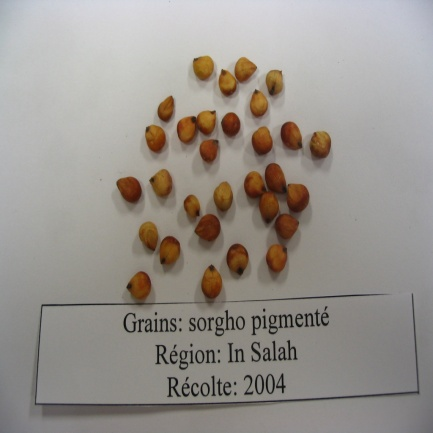 Grains: sorgho pigmenté
Région: In Salah
Récolte: 2004